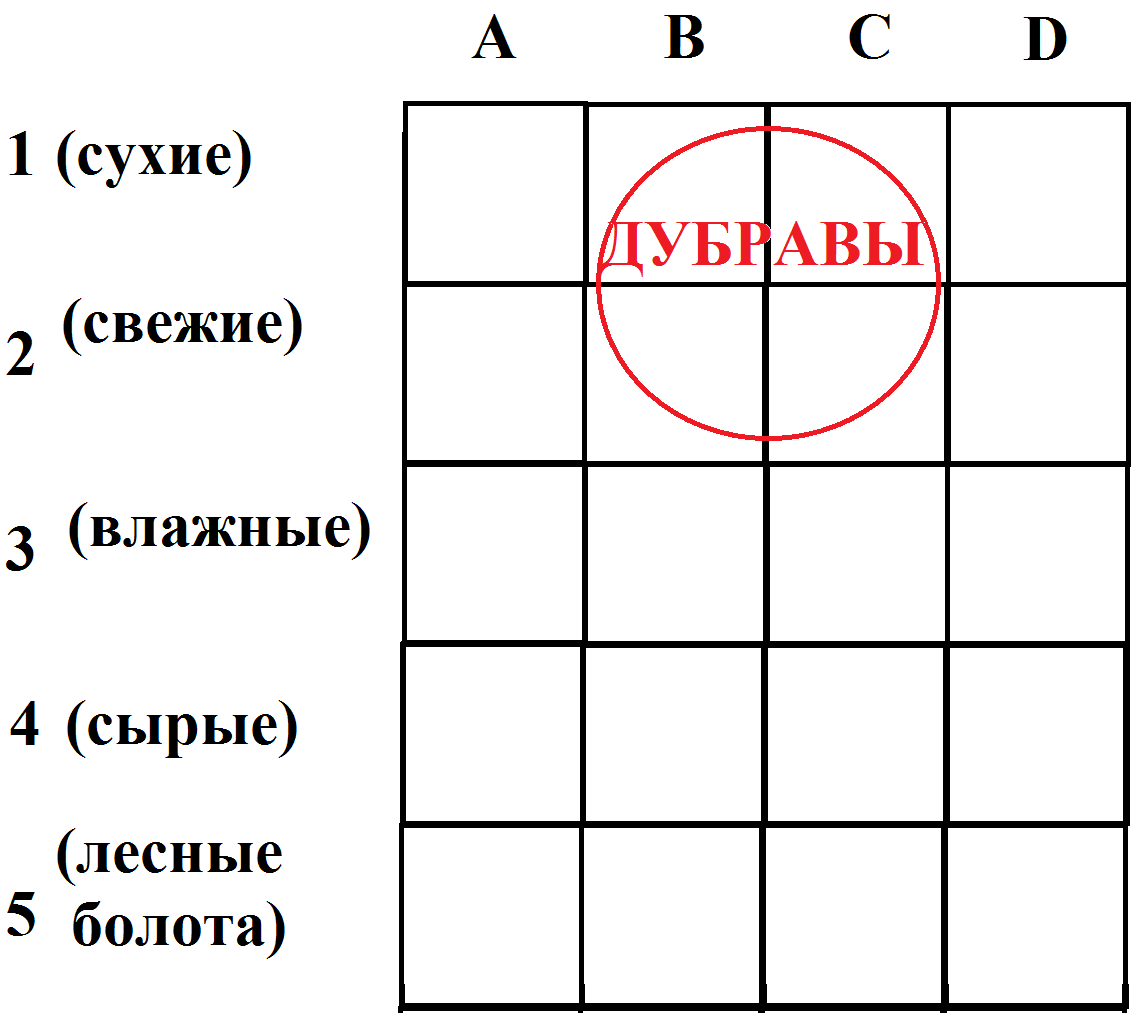 A B C D
1 (сухие)
ДУБРАВЫ
2 (свежие)
3 (влажные)
4 (сырые)
5 (лесные
болота)